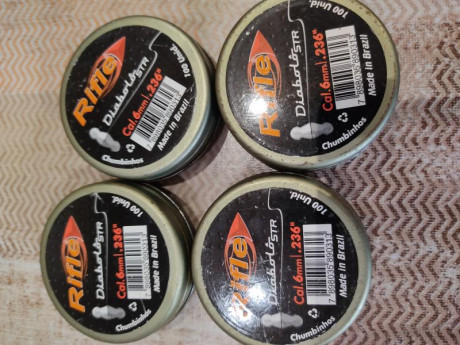 Rifle
Diabolô STR
100 Unid.
Cal.6mm | .236"
Made in Brazil
Chumbinhos
Rifle
Diabolô STR
100 Unid.
Cal.6mm | .236"
Made in Brazil
Chumbinhos
Rifle
Diabolô STR
100 Unid.
Cal.6mm | .236"
Made in Brazil
Chumbinhos
Rifle
Diabolô STR
100 Unid.
Cal.6mm | .236"
Made in Brazil
Chumbinhos